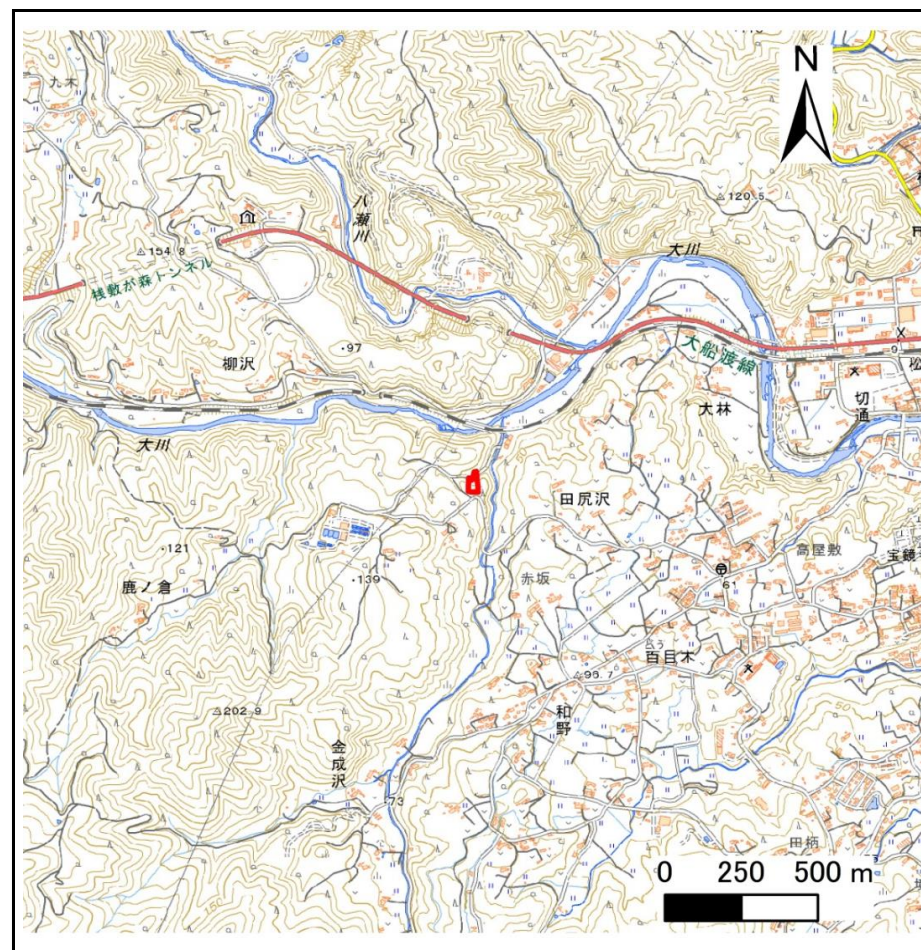 N
九木
八瀬川
120.5
大川
154.8
桟敷が森トンネル
97
柳沢
大船渡線
大林
切通
大川
田尻沢
121
高屋敷
宝鏡
赤坂
61
139
鹿ノ倉
百目木
96.7
202.9
和野
金成沢
73
田柄
0 250 500 m